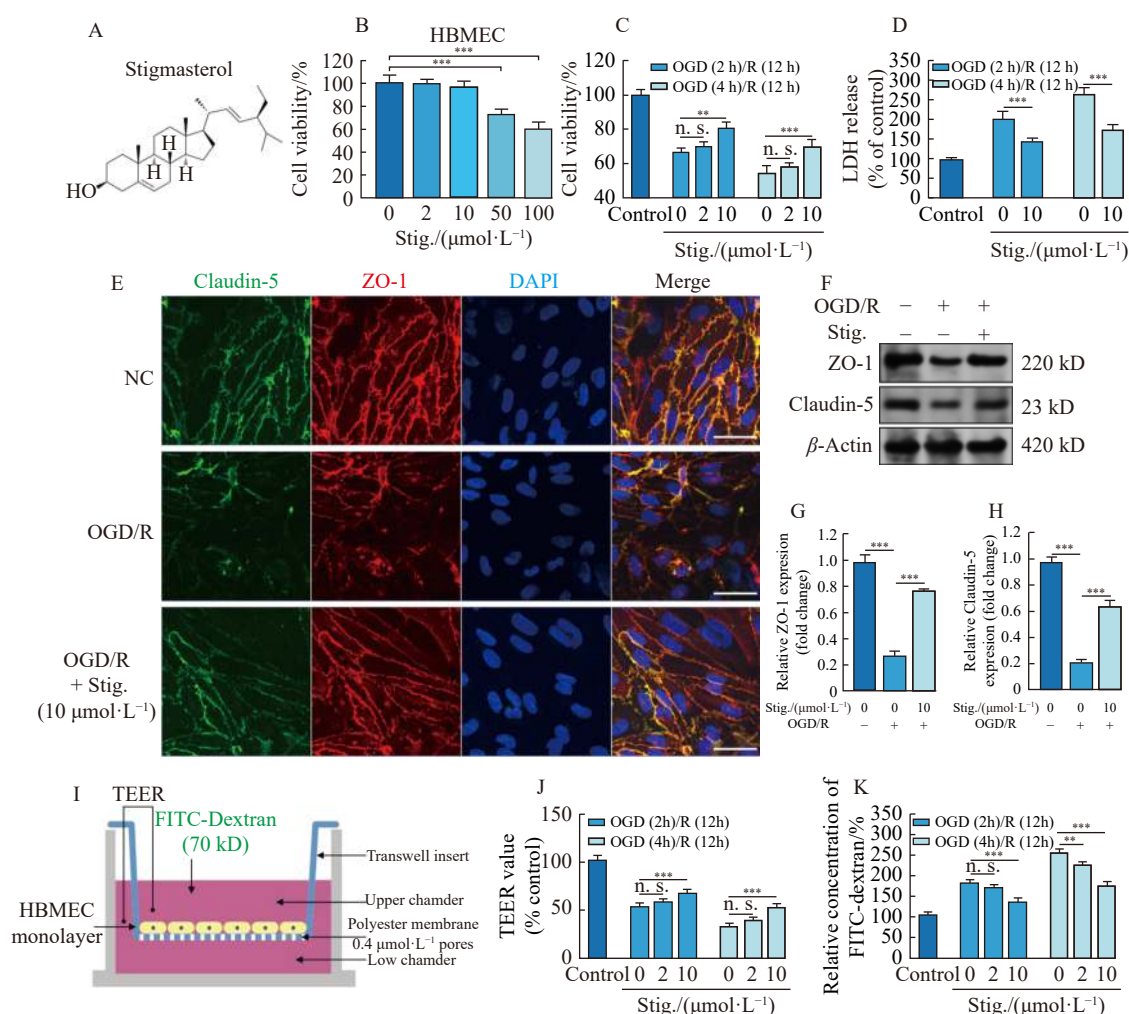 A
Stigmasterol
H
H
H
HO
B
HBMEC
***
***
Cell viability/%
120
100
80
60
40
20
0
0 2 10 50 100
Stig./(μmol·L⁻¹)
C
OGD (2 h)/R (12 h)
OGD (4 h)/R (12 h)
Cell viability/%
120
100
80
60
40
**
n. s.
***
n. s.
Control 0 2 10 0 2 10
Stig./(μmol·L⁻¹)
D
OGD (2 h)/R (12 h)
OGD (4 h)/R (12 h)
LDH release
(% of control)
350
300
250
200
150
100
50
0
***
***
Control 0 10 0 10
Stig./(μmol·L⁻¹)
E
Claudin-5 ZO-1 DAPI Merge
NC
OGD/R
OGD/R
+ Stig.
(10 μmol·L⁻¹)
F
OGD/R − + +
Stig. − − +
ZO-1 220 kD
Claudin-5 23 kD
β-Actin 420 kD
G
Relative ZO-1 expression
(fold change)
1.2
1.0
0.8
0.6
0.4
0.2
0
***
***
Stig./(μmol·L⁻¹) 0 0 10
OGD/R − + +
H
Relative Claudin-5
expression (fold change)
1.2
1.0
0.8
0.6
0.4
0.2
0
***
***
Stig./(μmol·L⁻¹) 0 0 10
OGD/R − + +
I
TEER
FITC-Dextran
(70 kD)
Transwell insert
Upper chamder
HBMEC
monolayer
Polyester membrane
0.4 μmol·L⁻¹ pores
Low chamder
J
OGD (2h)/R (12h)
OGD (4h)/R (12h)
TEER value
(% control)
150
100
50
0
***
n. s.
***
n. s.
Control 0 2 10 0 2 10
Stig./(μmol·L⁻¹)
K
OGD (2h)/R (12h)
OGD (4h)/R (12h)
Relative concentration of
FITC-dextran/%
350
300
250
200
150
100
50
0
***
n. s.
***
**
Control 0 2 10 0 2 10
Stig./(μmol·L⁻¹)